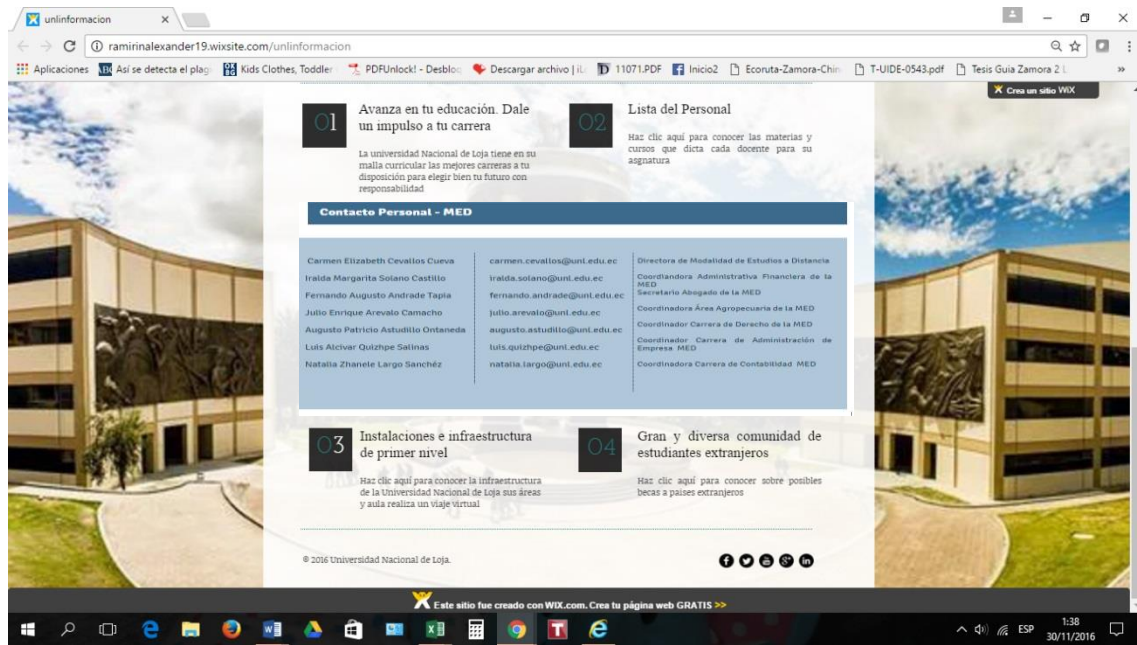 unlinformacion
ramirinalexander19.wixsite.com/unlinformacion
Aplicaciones Así se detecta el plag Kids Clothes, Toddler PDFUnlock! - Desbloq Descargar archivo | iL 11071.PDF Inicio2 Ecoruta-Zamora-Chin T-UIDE-0543.pdf Tesis Guia Zamora 2 »
Crea un sitio WiX
01
Avanza en tu educación. Dale
un impulso a tu carrera
La universidad Nacional de Loja tiene en su
malla curricular las mejores carreras a tu
disposición para elegir bien tu futuro con
responsabilidad
02
Lista del Personal
Haz clic aquí para conocer las materias y
cursos que dicta cada docente para su
asgnatura
Contacto Personal - MED
Carmen Elizabeth Cevallos Cueva
Iralda Margarita Solano Castillo
Fernando Augusto Andrade Tapia
Julio Enrique Arevalo Camacho
Augusto Patricio Astudillo Ontaneda
Luis Alcivar Quizhpe Salinas
Natalia Zhanele Largo Sanchéz
carmen.cevallos@unl.edu.ec
iralda.solano@unl.edu.ec
fernando.andrade@unl.edu.ec
julio.arevalo@unl.edu.ec
augusto.astudillo@unl.edu.ec
luis.quizhpe@unl.edu.ec
natalia.largo@unl.edu.ec
Directora de Modalidad de Estudios a Distancia
Coordiandora Administrativa Financiera de la
MED
Secretario Abogado de la MED
Coordinadora Área Agropecuaria de la MED
Coordinador Carrera de Derecho de la MED
Coordinador Carrera de Administración de
Empresa MED
Coordinadora Carrera de Contabilidad MED
03
Instalaciones e infraestructura
de primer nivel
Haz clic aquí para conocer la infraestructura
de la Universidad Nacional de Loja sus áreas
y aula realiza un viaje virtual
04
Gran y diversa comunidad de
estudiantes extranjeros
Haz clic aquí para conocer sobre posibles
becas a paises extranjeros
© 2016 Universidad Nacional de Loja.
Este sitio fue creado con WIX.com. Crea tu página web GRATIS >>
ESP
1:38
30/11/2016